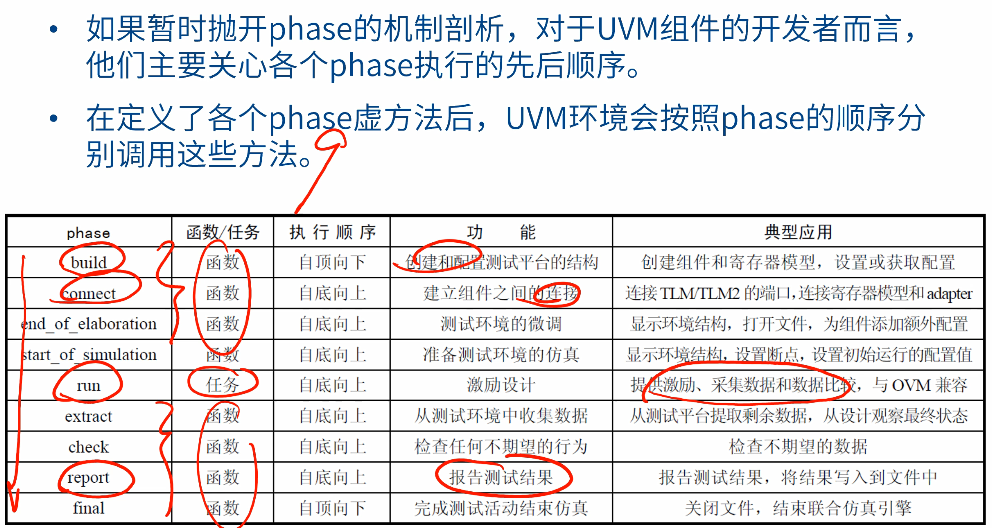 • 如果暂时抛开phase的机制剖析，对于UVM组件的开发者而言，
他们主要关心各个phase执行的先后顺序。
• 在定义了各个phase虚方法后，UVM环境会按照phase的顺序分
别调用这些方法。
phase 函数/任务 执行顺序 功能 典型应用
build 函数 自顶向下 创建和配置测试平台的结构 创建组件和寄存器模型，设置或获取配置
connect 函数 自底向上 建立组件之间的连接 连接TLM/TLM2的端口，连接寄存器模型和adapter
end_of_elaboration 函数 自底向上 测试环境的微调 显示环境结构，打开文件，为组件添加额外配置
start_of_simulation 函数 自底向上 准备测试环境的仿真 显示环境结构，设置断点，设置初始运行的配置值
run 任务 自底向上 激励设计 提供激励、采集数据和数据比较，与OVM兼容
extract 函数 自底向上 从测试环境中收集数据 从测试平台提取剩余数据，从设计观察最终状态
check 函数 自底向上 检查任何不期望的行为 检查不期望的数据
report 函数 自底向上 报告测试结果 报告测试结果，将结果写入到文件中
final 函数 自顶向下 完成测试活动结束仿真 关闭文件，结束联合仿真引擎